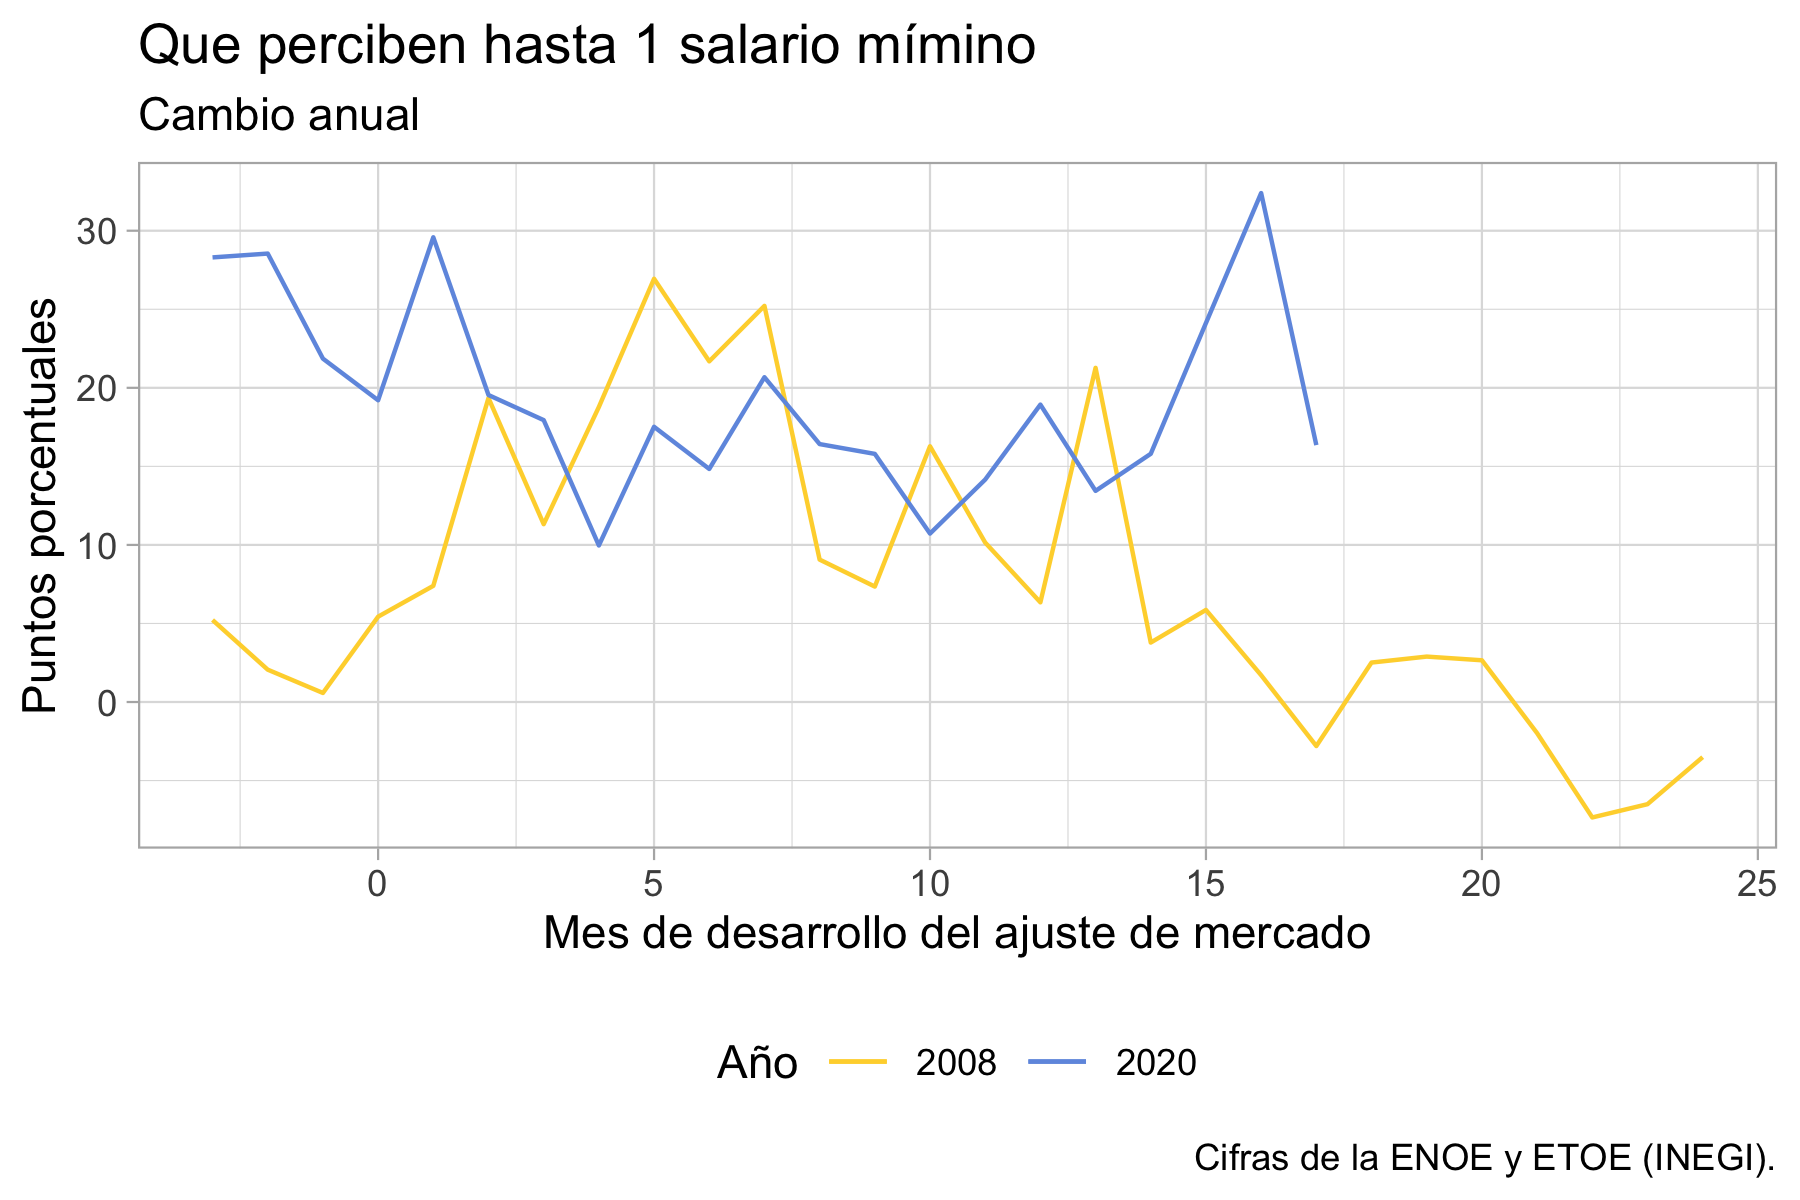 Que perciben hasta 1 salario mímino
Cambio anual
Puntos porcentuales
30
20
10
0
0 5 10 15 20 25
Mes de desarrollo del ajuste de mercado
Año 2008 2020
Cifras de la ENOE y ETOE (INEGI).